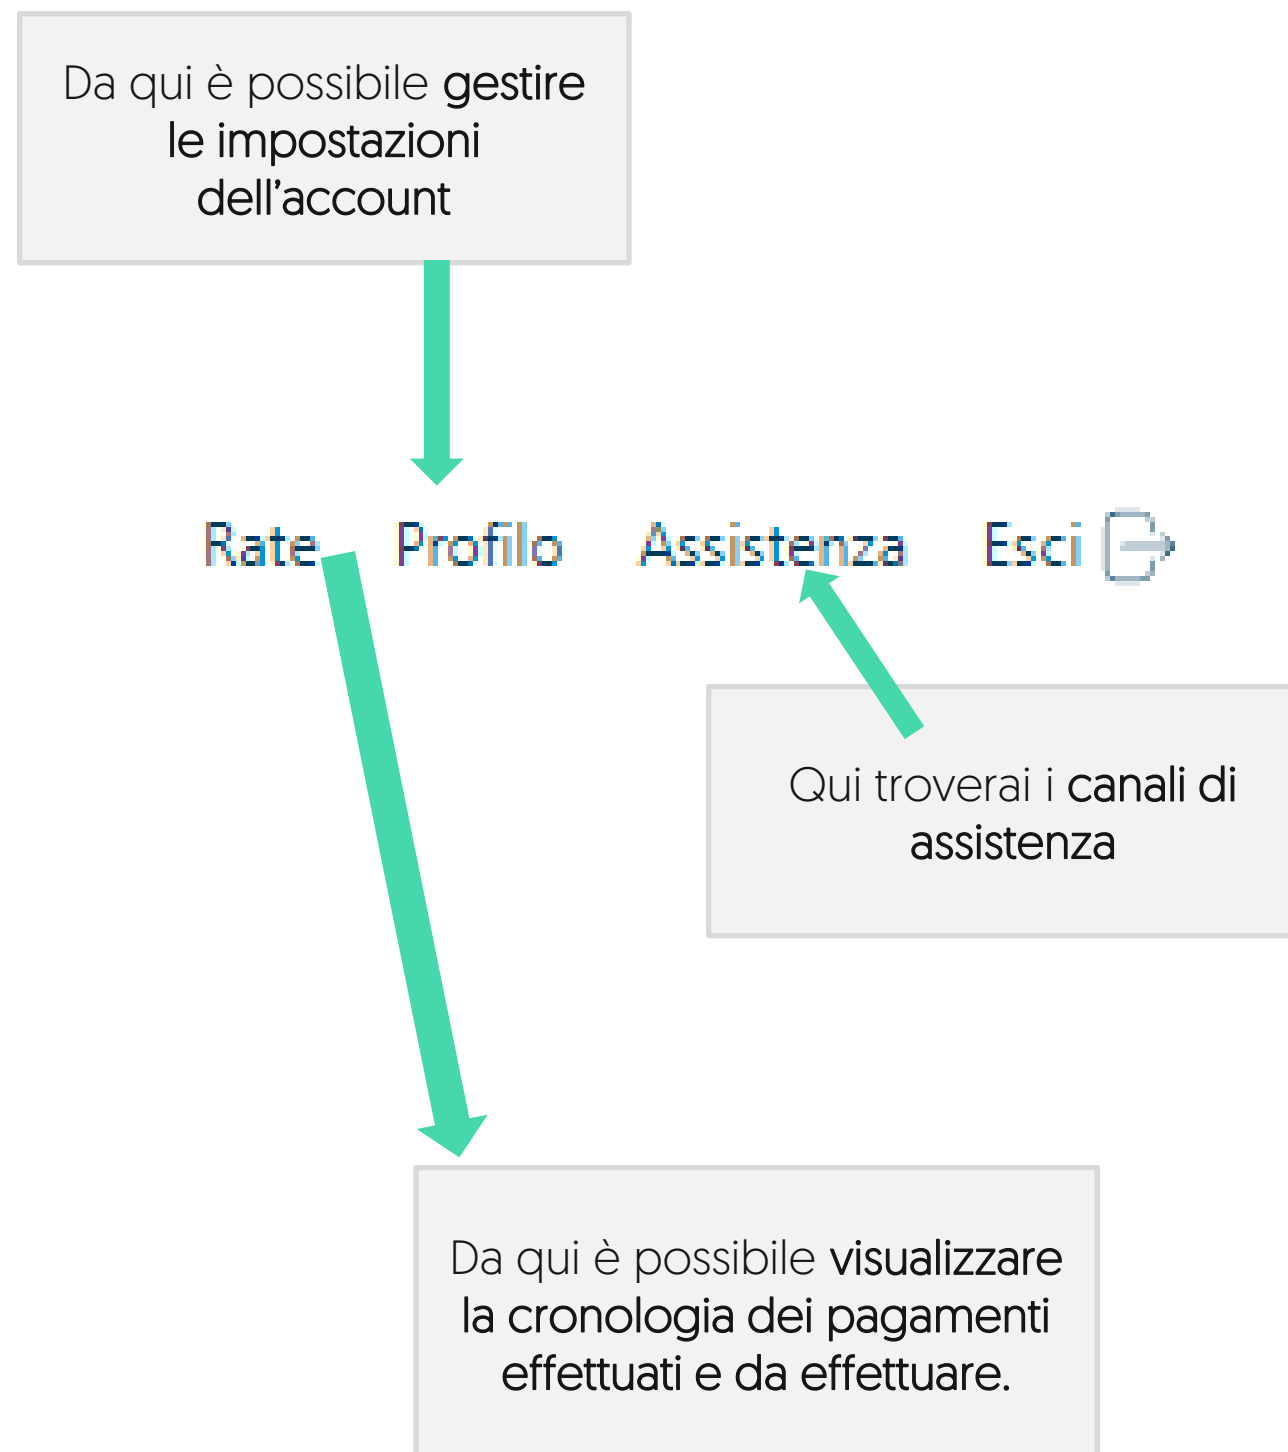 Da qui è possibile gestire
le impostazioni
dell'account
Rate Profilo Assistenza Esci
Qui troverai i canali di
assistenza
Da qui è possibile visualizzare
la cronologia dei pagamenti
effettuati e da effettuare.